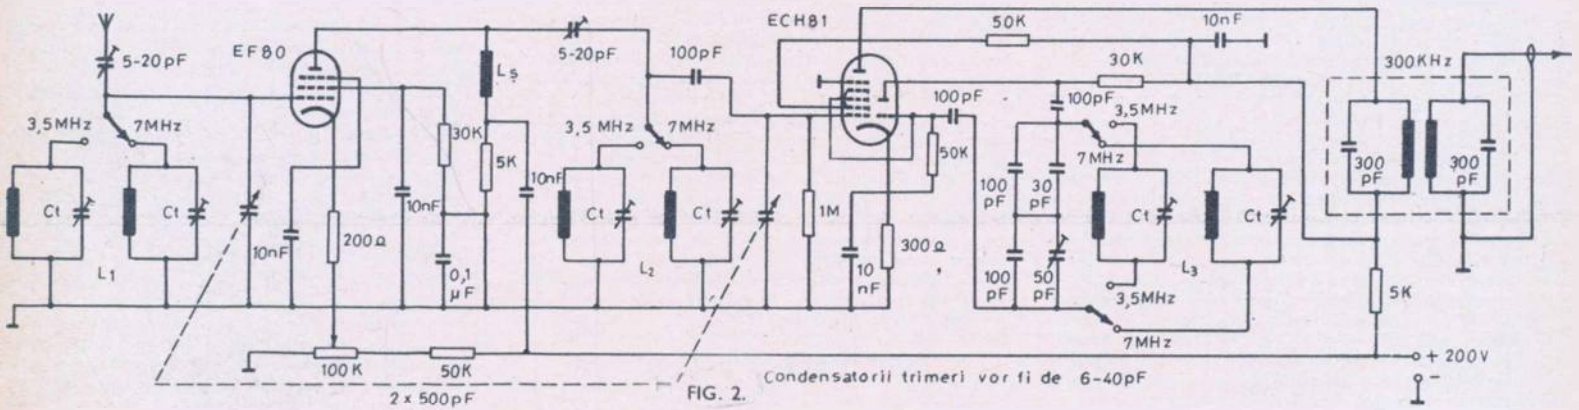 5-20pF
EF80
3,5MHz
7MHz
Ct
Ct
L1
10nF
200Ω
10nF
30K
0,1
μF
Lș
5K
10nF
5-20pF
100pF
3,5 MHz
7MHz
Ct
Ct
L2
1M
ECH81
50K
10nF
30K
100pF
50K
10
nF
300Ω
100pF
3,5MHz
7MHz
100
pF
30
pF
100
pF
50
pF
Ct
Ct
L3
3,5MHz
7MHz
300KHz
300
pF
300
pF
5K
+ 200V
-
100K
50K
2 x 500pF
FIG. 2.
Condensatorii trimeri vor fi de 6-40pF